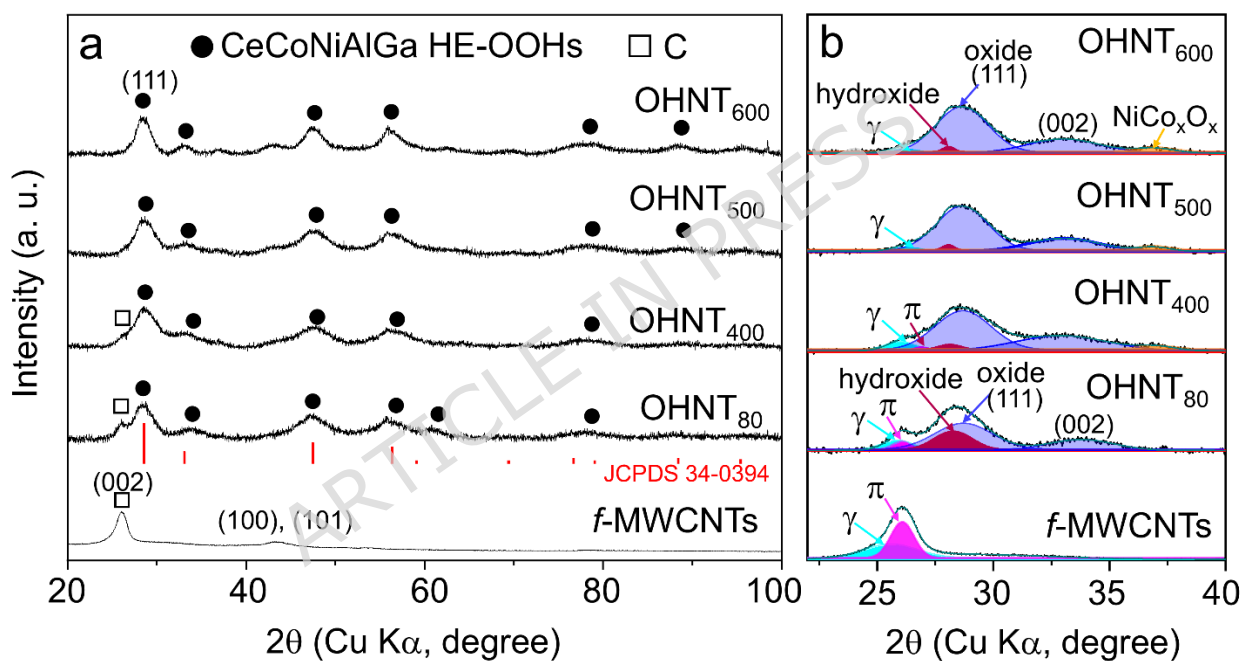 a
● CeCoNiAlGa HE-OOHs □ C
(111)
OHNT600
OHNT500
OHNT400
OHNT80
JCPDS 34-0394
(002)
(100), (101)
f-MWCNTs
20 40 60 80 100
2θ (Cu Kα, degree)
Intensity (a. u.)
b
oxide
(111)
OHNT600
hydroxide
γ
(002)
NiCoxOx
OHNT500
γ
OHNT400
γ
π
OHNT80
hydroxide
oxide
(111)
γ
π
(002)
π
γ
f-MWCNTs
25 30 35 40
2θ (Cu Kα, degree)
ARTICLE IN PRESS